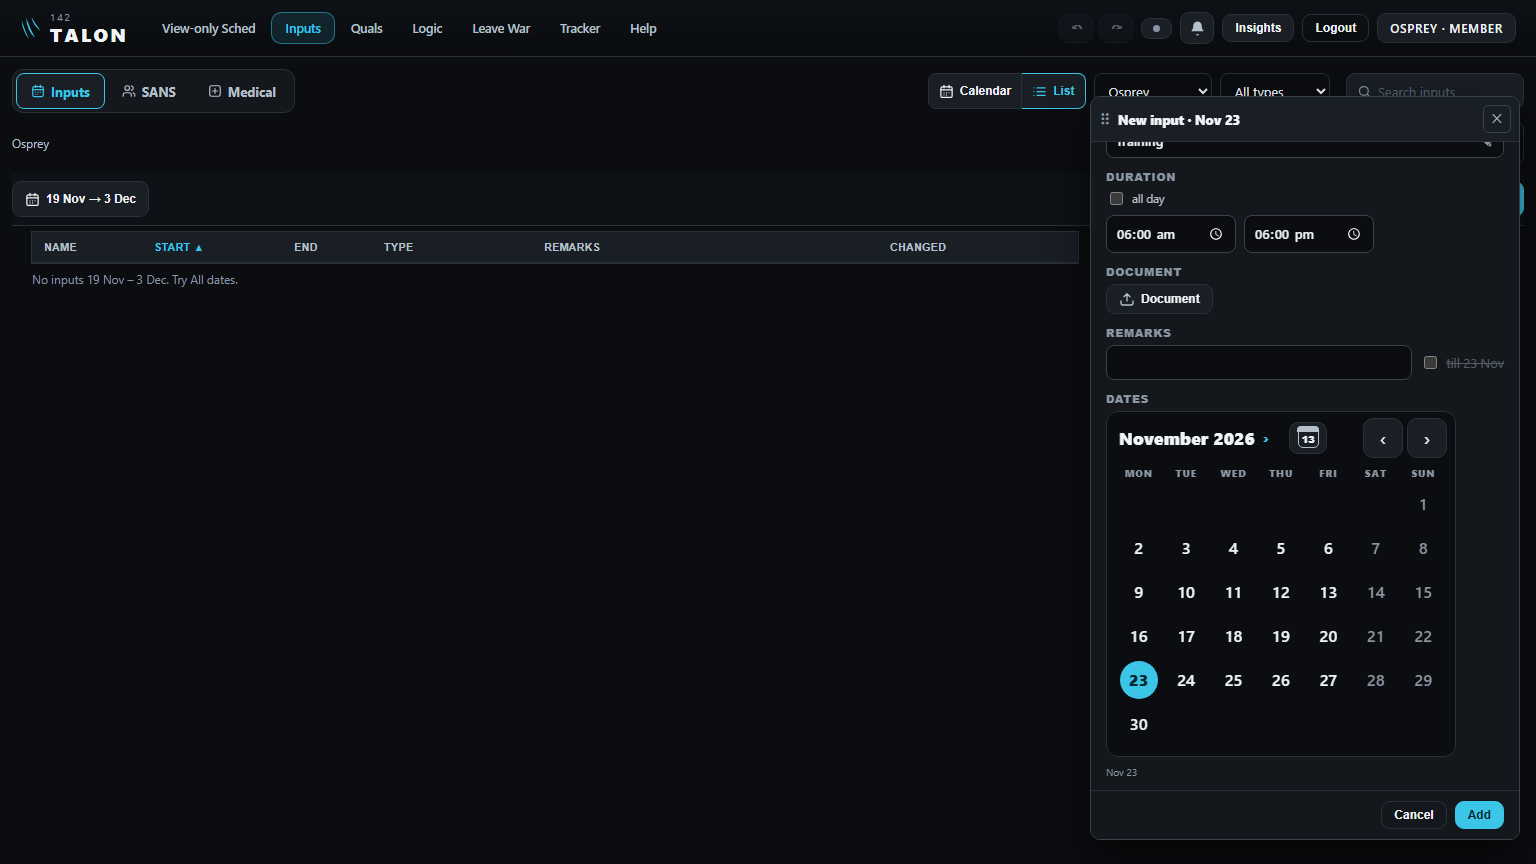 142
TALON
View-only Sched
Inputs
Quals
Logic
Leave War
Tracker
Help
Insights
Logout
OSPREY · MEMBER
Inputs
SANS
Medical
Calendar
List
Osprey
All types
Search inputs
Osprey
19 Nov → 3 Dec
NAME
START ▲
END
TYPE
REMARKS
CHANGED
No inputs 19 Nov – 3 Dec. Try All dates.
New input · Nov 23
Training
DURATION
all day
06:00 am
06:00 pm
DOCUMENT
Document
REMARKS
till 23 Nov
DATES
November 2026 ›
13
‹
›
MON TUE WED THU FRI SAT SUN
1
2 3 4 5 6 7 8
9 10 11 12 13 14 15
16 17 18 19 20 21 22
23 24 25 26 27 28 29
30
Nov 23
Cancel
Add